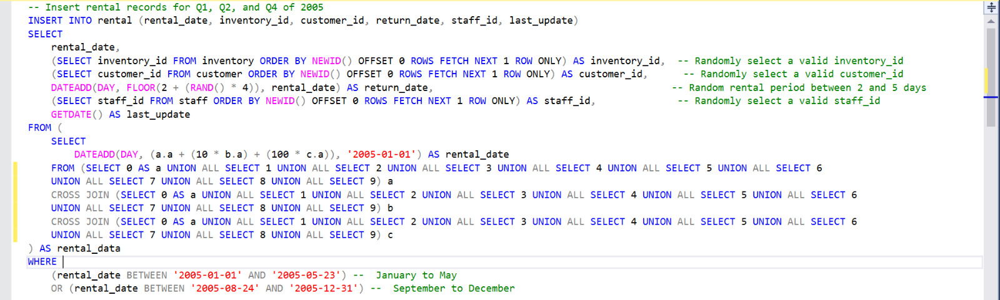 -- Insert rental records for Q1, Q2, and Q4 of 2005
INSERT INTO rental (rental_date, inventory_id, customer_id, return_date, staff_id, last_update)
SELECT
    rental_date,
    (SELECT inventory_id FROM inventory ORDER BY NEWID() OFFSET 0 ROWS FETCH NEXT 1 ROW ONLY) AS inventory_id,  -- Randomly select a valid inventory_id
    (SELECT customer_id FROM customer ORDER BY NEWID() OFFSET 0 ROWS FETCH NEXT 1 ROW ONLY) AS customer_id,      -- Randomly select a valid customer_id
    DATEADD(DAY, FLOOR(2 + (RAND() * 4)), rental_date) AS return_date,                                         -- Random rental period between 2 and 5 days
    (SELECT staff_id FROM staff ORDER BY NEWID() OFFSET 0 ROWS FETCH NEXT 1 ROW ONLY) AS staff_id,              -- Randomly select a valid staff_id
    GETDATE() AS last_update
FROM (
    SELECT
        DATEADD(DAY, (a.a + (10 * b.a) + (100 * c.a)), '2005-01-01') AS rental_date
    FROM (SELECT 0 AS a UNION ALL SELECT 1 UNION ALL SELECT 2 UNION ALL SELECT 3 UNION ALL SELECT 4 UNION ALL SELECT 5 UNION ALL SELECT 6
    UNION ALL SELECT 7 UNION ALL SELECT 8 UNION ALL SELECT 9) a
    CROSS JOIN (SELECT 0 AS a UNION ALL SELECT 1 UNION ALL SELECT 2 UNION ALL SELECT 3 UNION ALL SELECT 4 UNION ALL SELECT 5 UNION ALL SELECT 6
    UNION ALL SELECT 7 UNION ALL SELECT 8 UNION ALL SELECT 9) b
    CROSS JOIN (SELECT 0 AS a UNION ALL SELECT 1 UNION ALL SELECT 2 UNION ALL SELECT 3 UNION ALL SELECT 4 UNION ALL SELECT 5 UNION ALL SELECT 6
    UNION ALL SELECT 7 UNION ALL SELECT 8 UNION ALL SELECT 9) c
) AS rental_data
WHERE
    (rental_date BETWEEN '2005-01-01' AND '2005-05-23') --  January to May
    OR (rental_date BETWEEN '2005-08-24' AND '2005-12-31') --  September to December